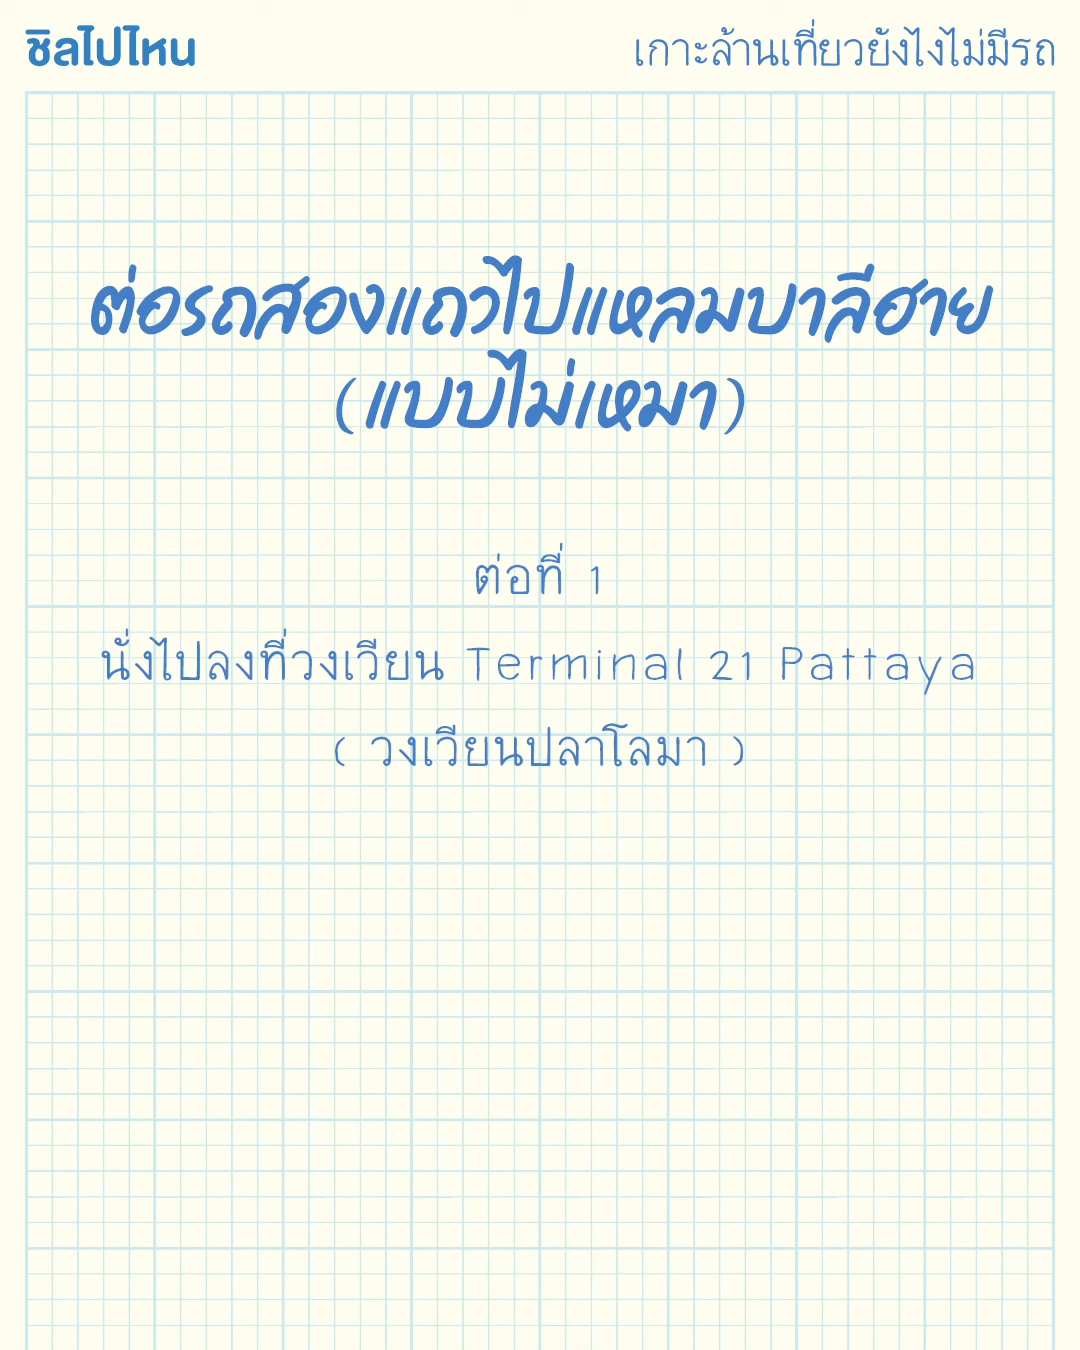 ชิลไปไหน
เกาะล้านเที่ยวยังไงไม่มีรถ
ต่อรถสองแถวไปแหลมบาลีฮาย
(แบบไม่เหมา)
ต่อที่ 1
นั่งไปลงที่วงเวียน Terminal 21 Pattaya
( วงเวียนปลาโลมา )